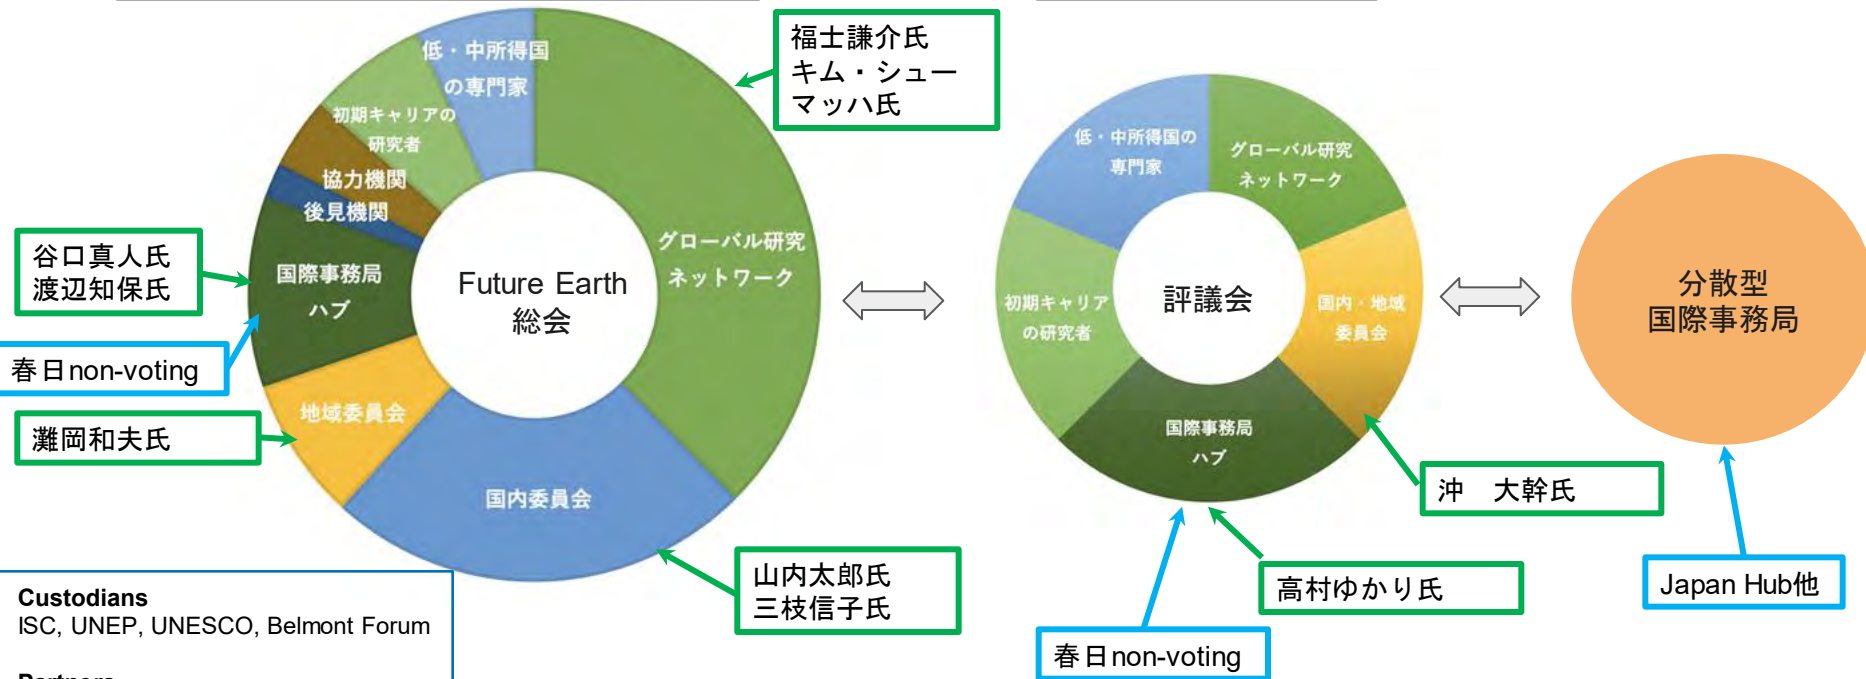 低・中所得国
の専門家
初期キャリアの
研究者
協力機関
後見機関
国際事務局
ハブ
地域委員会
国内委員会
グローバル研究
ネットワーク
Future Earth
総会
福士謙介氏
キム・シュー
マッハ氏
谷口真人氏
渡辺知保氏
春日non-voting
灘岡和夫氏
山内太郎氏
三枝信子氏
Custodians
ISC, UNEP, UNESCO, Belmont Forum
低・中所得国の
専門家
グローバル研究
ネットワーク
初期キャリア
の研究者
国内・地域
委員会
国際事務局
ハブ
評議会
沖　大幹氏
高村ゆかり氏
春日non-voting
分散型
国際事務局
Japan Hub他